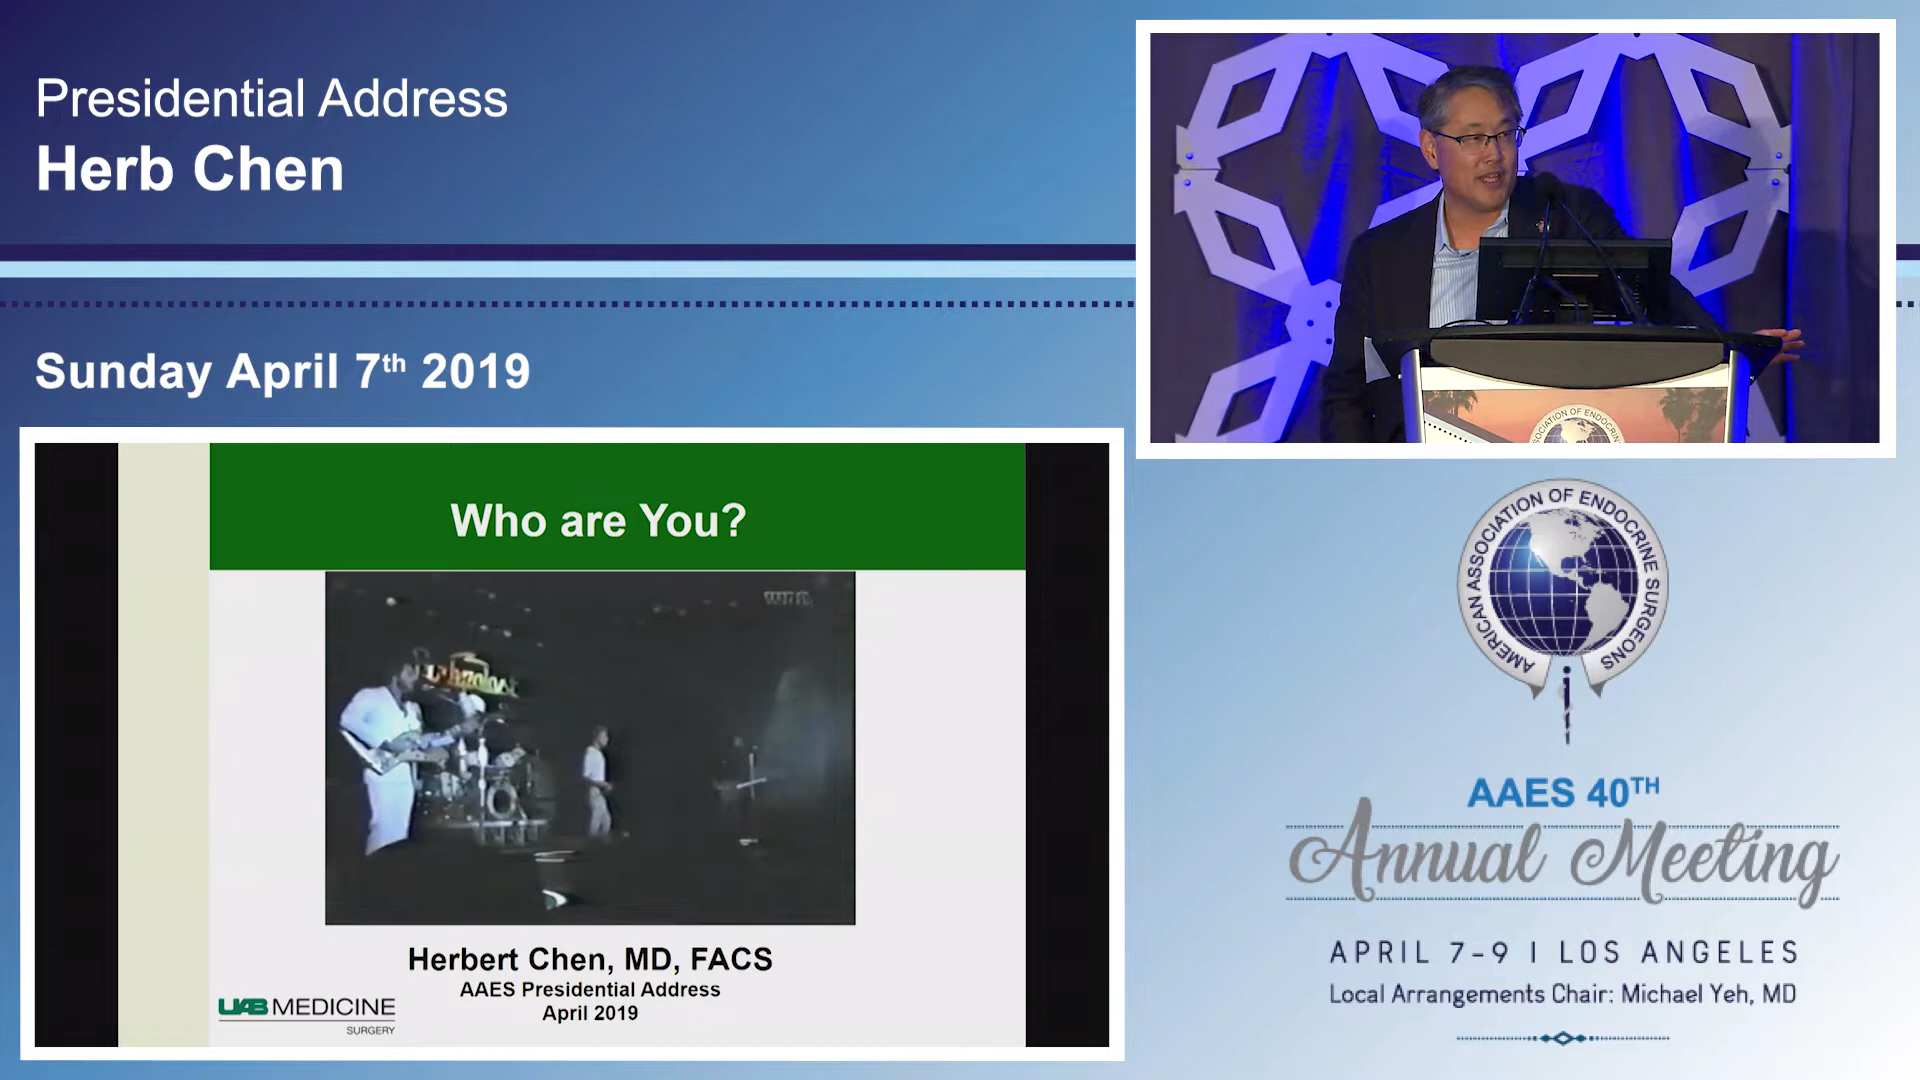 Presidential Address
Herb Chen
Sunday April 7th 2019
Who are You?
Herbert Chen, MD, FACS
AAES Presidential Address
April 2019
UAB MEDICINE
SURGERY
AMERICAN ASSOCIATION OF ENDOCRINE SURGEONS
AAES 40TH
Annual Meeting
APRIL 7-9 | LOS ANGELES
Local Arrangements Chair: Michael Yeh, MD